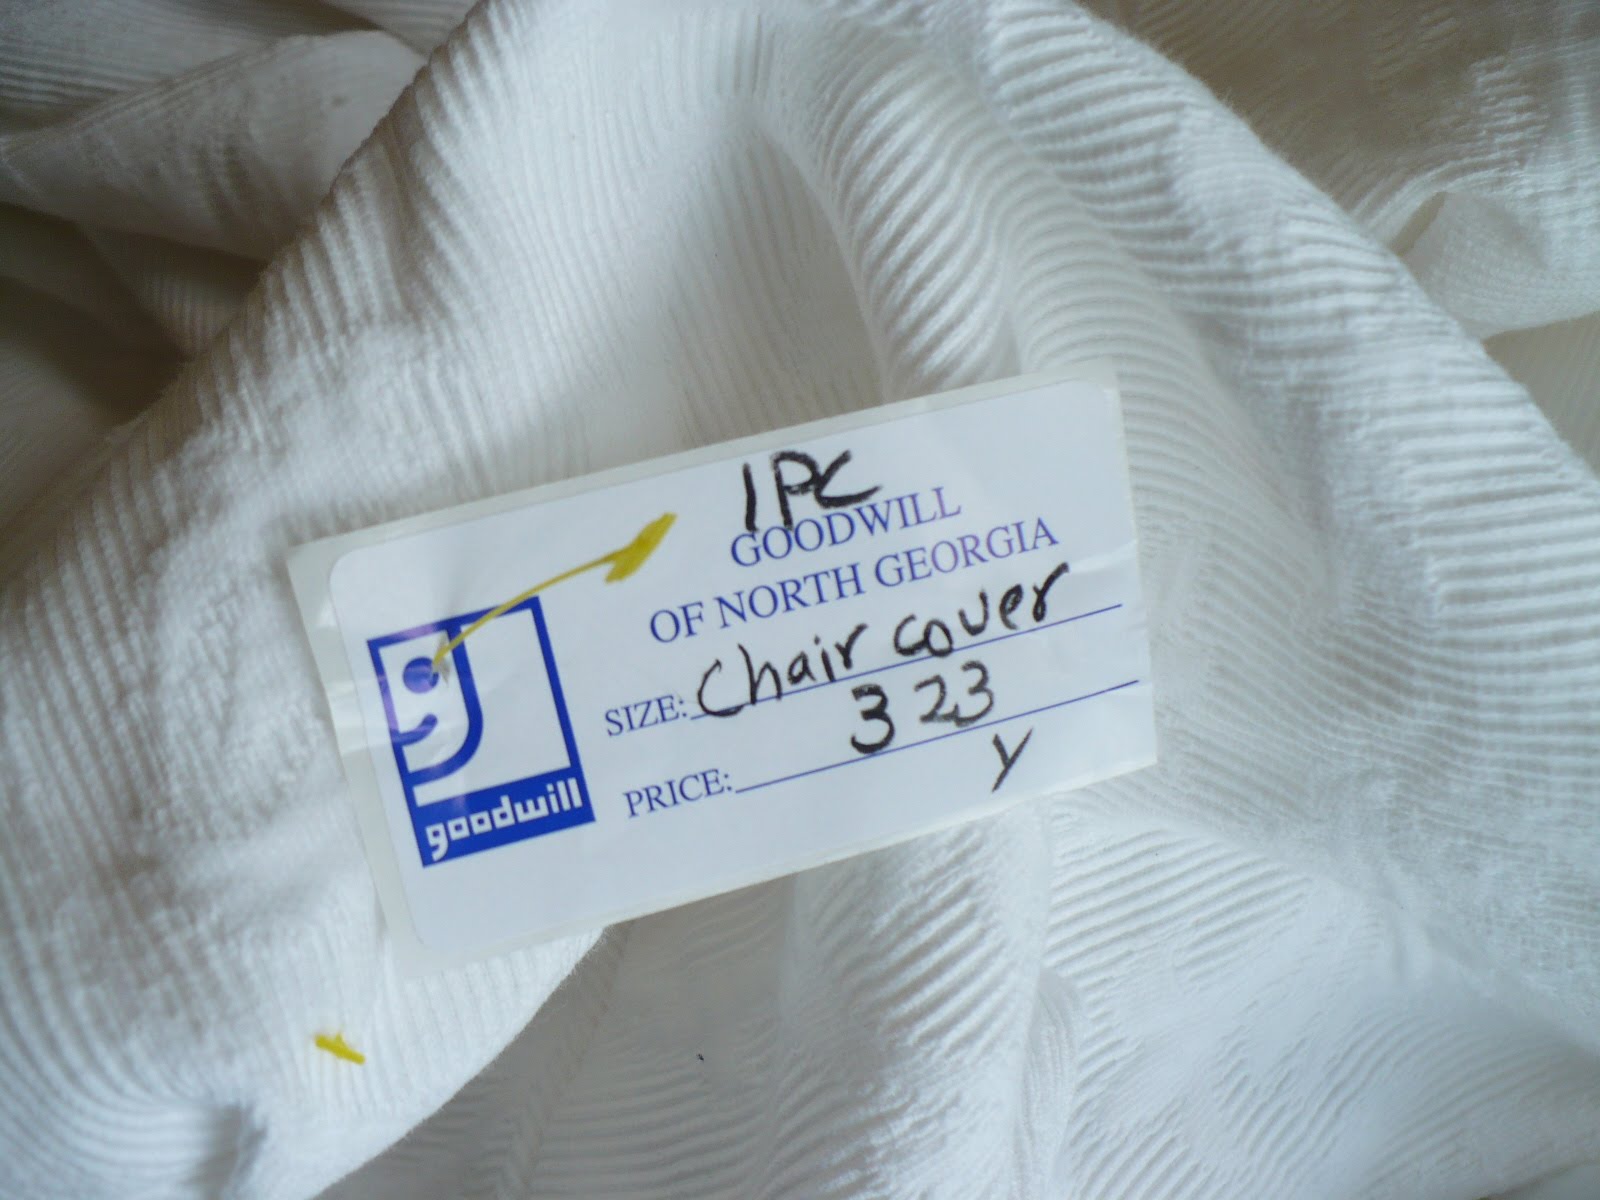 1PC
GOODWILL
OF NORTH GEORGIA
SIZE: Chair cover
3 23
PRICE:
Y
goodwill